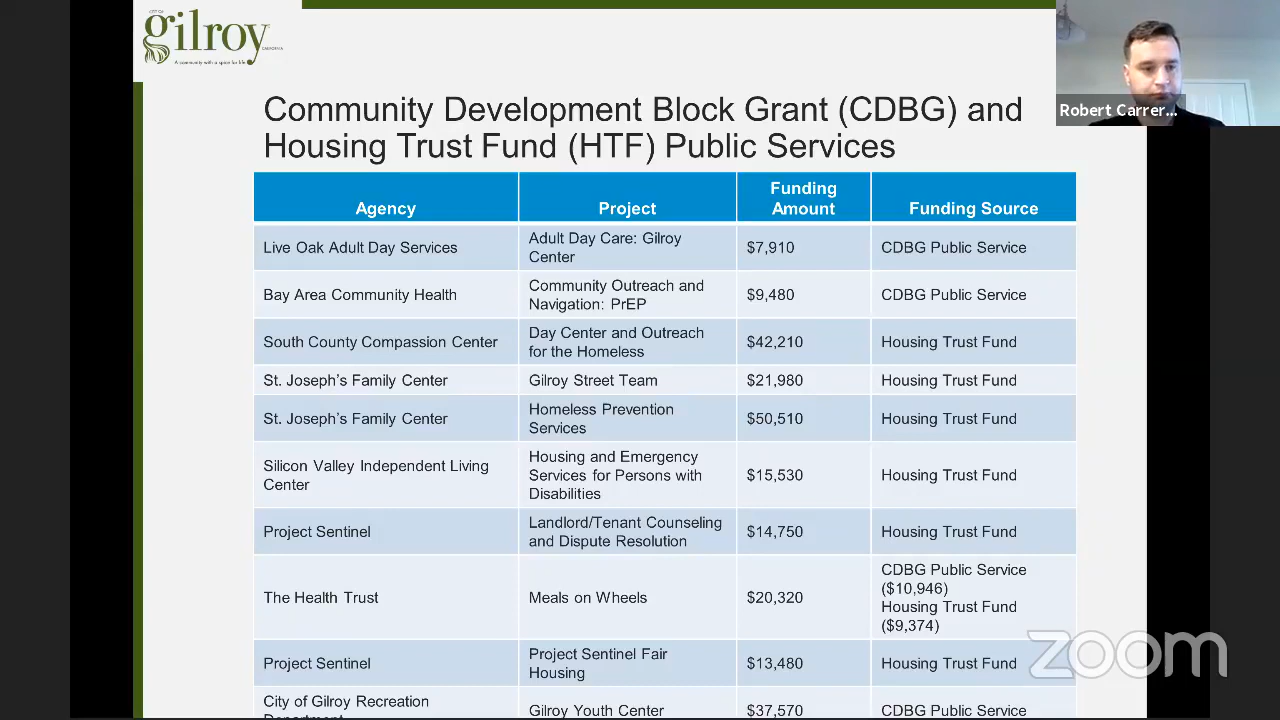 gilroy
A community with a spice for life
Robert Carrer...
Community Development Block Grant (CDBG) and
Housing Trust Fund (HTF) Public Services
Agency Project Funding Amount Funding Source
Live Oak Adult Day Services Adult Day Care: Gilroy Center $7,910 CDBG Public Service
Bay Area Community Health Community Outreach and Navigation: PrEP $9,480 CDBG Public Service
South County Compassion Center Day Center and Outreach for the Homeless $42,210 Housing Trust Fund
St. Joseph's Family Center Gilroy Street Team $21,980 Housing Trust Fund
St. Joseph's Family Center Homeless Prevention Services $50,510 Housing Trust Fund
Silicon Valley Independent Living Center Housing and Emergency Services for Persons with Disabilities $15,530 Housing Trust Fund
Project Sentinel Landlord/Tenant Counseling and Dispute Resolution $14,750 Housing Trust Fund
The Health Trust Meals on Wheels $20,320 CDBG Public Service ($10,946) Housing Trust Fund ($9,374)
Project Sentinel Project Sentinel Fair Housing $13,480 Housing Trust Fund
City of Gilroy Recreation Department Gilroy Youth Center $37,570 CDBG Public Service
zoom